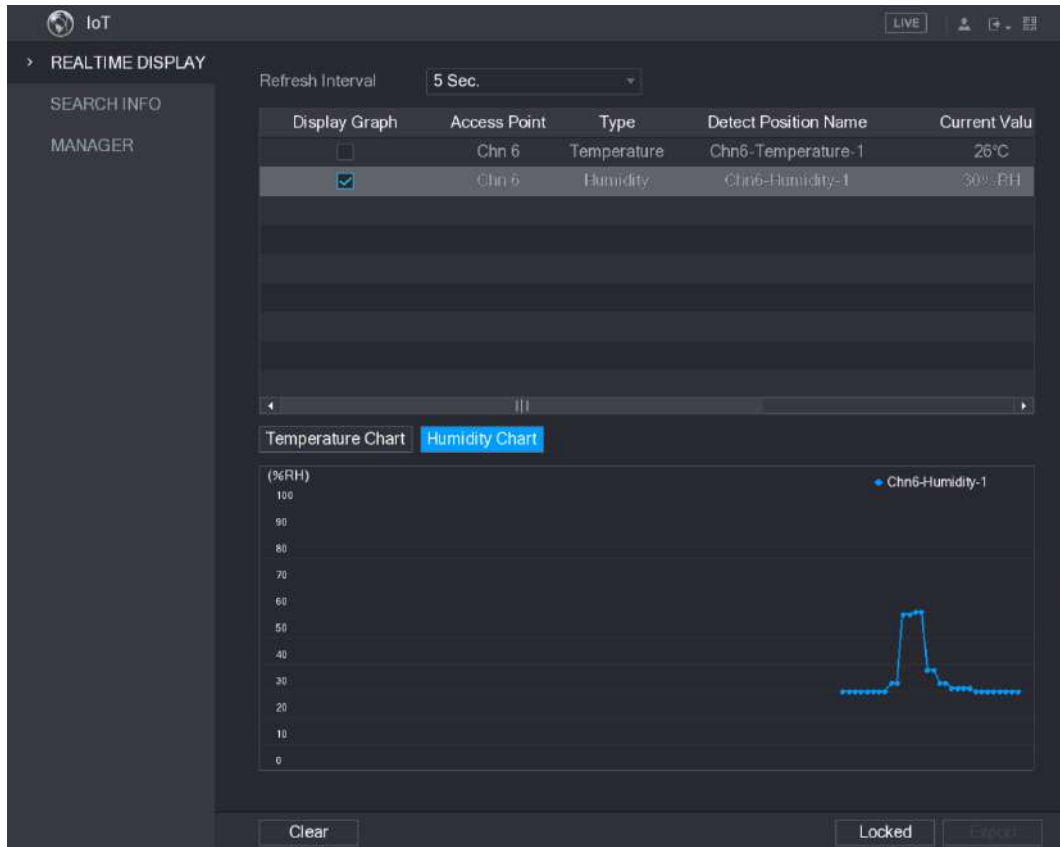 IoT
LIVE
REALTIME DISPLAY
SEARCH INFO
MANAGER
Refresh Interval 5 Sec.
Display Graph Access Point Type Detect Position Name Current Valu
Chn 6 Temperature Chn6-Temperature-1 26°C
Chn 6 Humidity Chn6-Humidity-1 30%RH
Temperature Chart Humidity Chart
(%RH)
Chn6-Humidity-1
100
90
80
70
60
50
40
30
20
10
0
Clear Locked Export